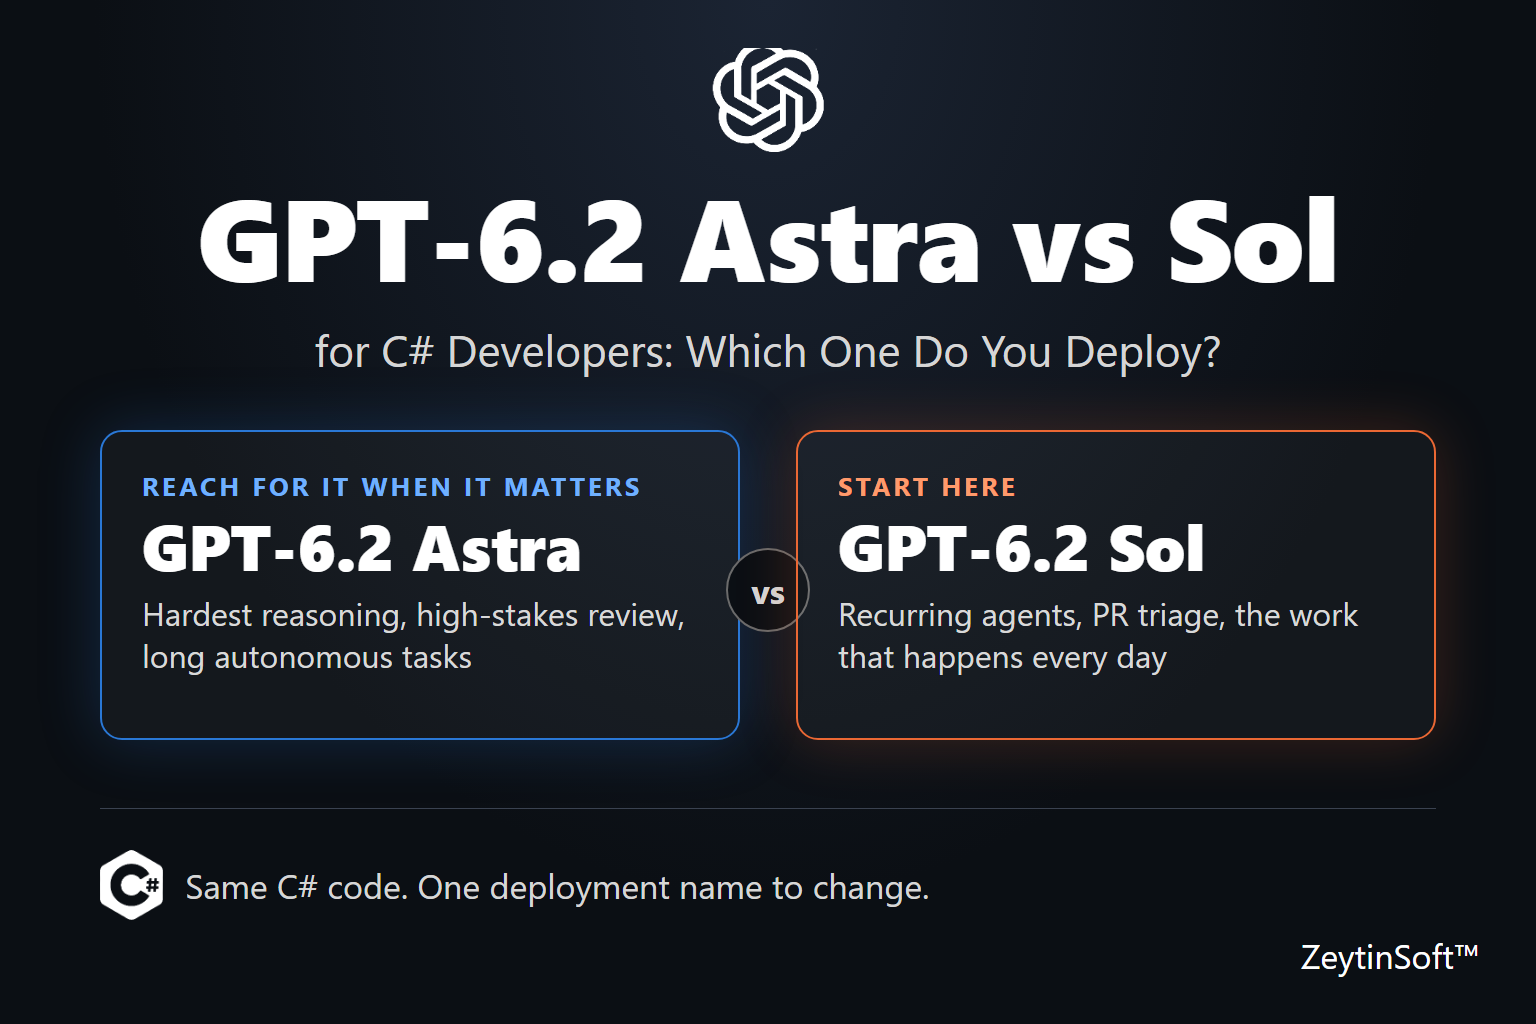 GPT-6.2 Astra vs Sol
for C# Developers: Which One Do You Deploy?
REACH FOR IT WHEN IT MATTERS
GPT-6.2 Astra
Hardest reasoning, high-stakes review,
long autonomous tasks
vs
START HERE
GPT-6.2 Sol
Recurring agents, PR triage, the work
that happens every day
C#
Same C# code. One deployment name to change.
ZeytinSoft™